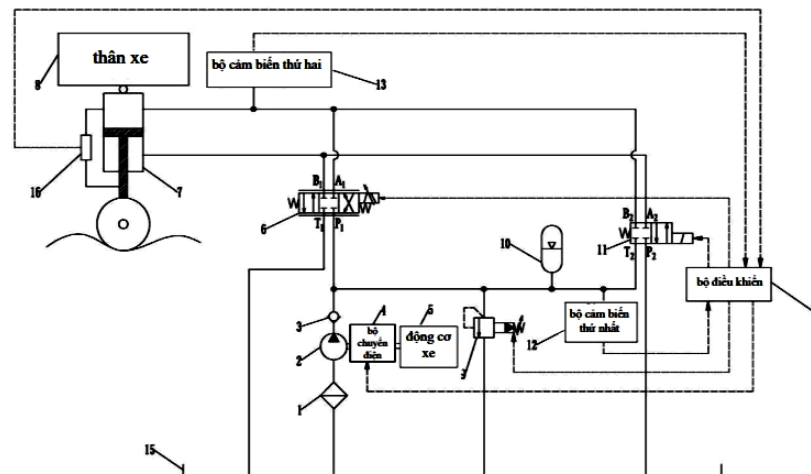 thân xe
8
bộ cảm biến thứ hai
13
16
7
B₁ A₁
6
T₁ P₁
10
B₂ A₂
11
T₂ P₂
bộ điều khiển
3
4
5
2
bộ
chuyển
điện
động cơ
xe
bộ cảm biến
thứ nhất
12
1
15